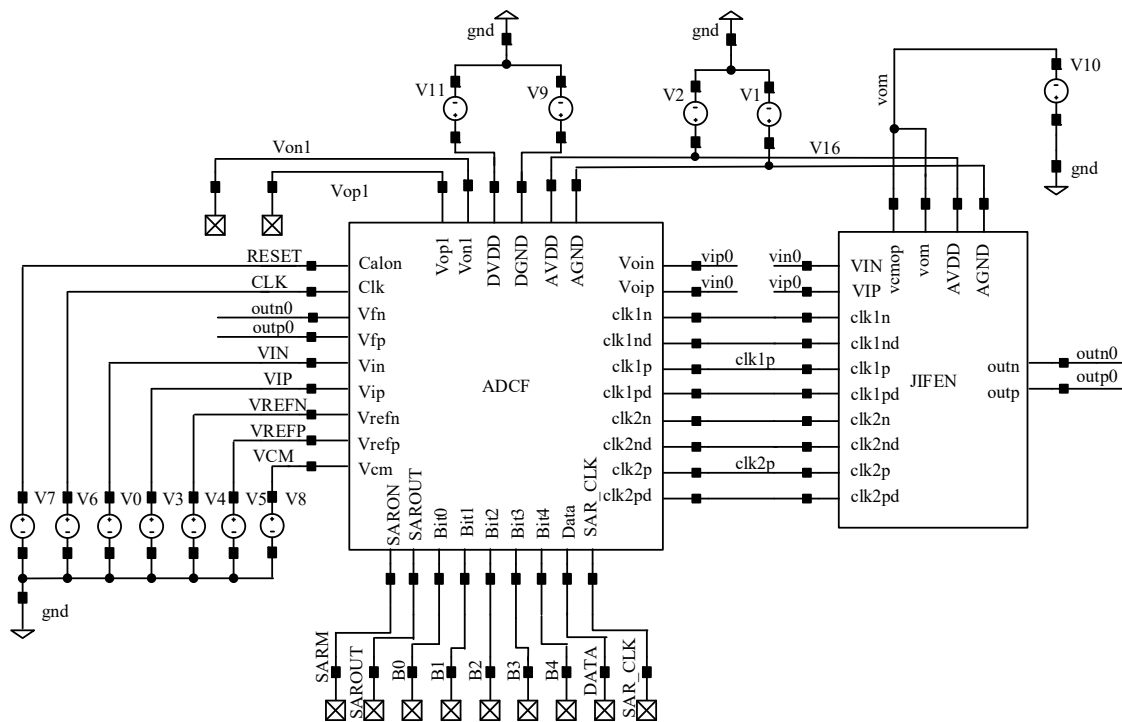 gnd
gnd
V11
V9
V2
V1
V10
vom
Von1
V16
gnd
Vop1
RESET
CLK
outn0
outp0
VIN
VIP
VREFN
VREFP
VCM
Calon
Clk
Vfn
Vfp
Vin
Vip
Vrefn
Vrefp
Vcm
Vop1
Von1
DVDD
DGND
AVDD
AGND
ADCF
Voin
Voip
clk1n
clk1nd
clk1p
clk1pd
clk2n
clk2nd
clk2p
clk2pd
vip0
vin0
vin0
vip0
clk1p
clk2p
vcmop
vom
AVDD
AGND
VIN
VIP
clk1n
clk1nd
clk1p
clk1pd
clk2n
clk2nd
clk2p
clk2pd
JIFEN
outn
outp
outn0
outp0
V7
V6
V0
V3
V4
V5
V8
gnd
SARON
SAROUT
Bit0
Bit1
Bit2
Bit3
Bit4
Data
SAR_CLK
SARM
SAROUT
B0
B1
B2
B3
B4
DATA
SAR_CLK